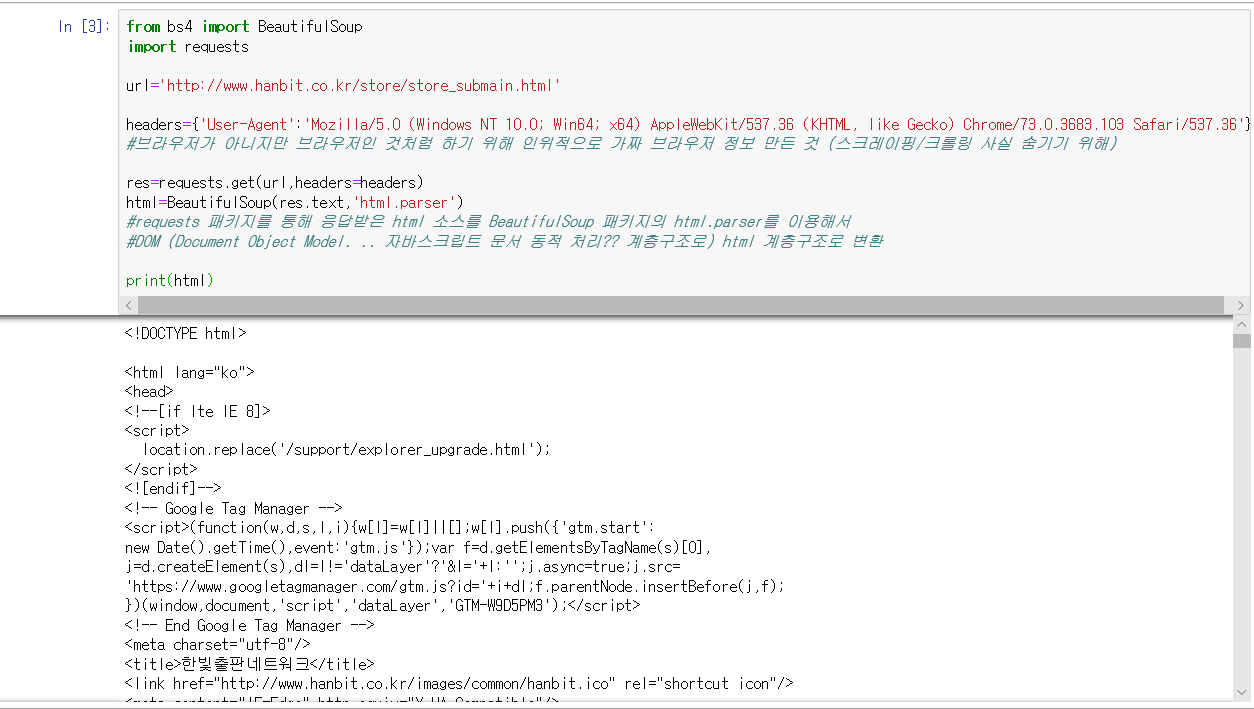 In [3]:
from bs4 import BeautifulSoup
import requests
url='http://www.hanbit.co.kr/store/store_submain.html'
headers={'User-Agent':'Mozilla/5.0 (Windows NT 10.0; Win64; x64) AppleWebKit/537.36 (KHTML, like Gecko) Chrome/73.0.3683.103 Safari/537.36'}
#브라우저가 아니지만 브라우저인 것처럼 하기 위해 인위적으로 가짜 브라우저 정보 만든 것 (스크레이핑/크롤링 사실 숨기기 위해)
res=requests.get(url,headers=headers)
html=BeautifulSoup(res.text,'html.parser')
#requests 패키지를 통해 응답받은 html 소스를 BeautifulSoup 패키지의 html.parser를 이용해서
#DOM (Document Object Model. .. 자바스크립트 문서 동적 처리?? 계층구조로) html 계층구조로 변환
print(html)
<!DOCTYPE html>
<html lang="ko">
<head>
<!--[if lte IE 8]>
<script>
location.replace('/support/explorer_upgrade.html');
</script>
<![endif]-->
<!-- Google Tag Manager -->
<script>(function(w,d,s,l,i){w[l]=w[l]||[];w[l].push({'gtm.start':
new Date().getTime(),event:'gtm.js'});var f=d.getElementsByTagName(s)[0],
j=d.createElement(s),dl=l!='dataLayer'?'&l='+l:'';j.async=true;j.src=
'https://www.googletagmanager.com/gtm.js?id='+i+dl;f.parentNode.insertBefore(j,f);
})(window,document,'script','dataLayer','GTM-W9D5PM3');</script>
<!-- End Google Tag Manager -->
<meta charset="utf-8"/>
<title>한빛출판네트워크</title>
<link href="http://www.hanbit.co.kr/images/common/hanbit.ico" rel="shortcut icon"/>
<meta content="IE=Edge" http-equiv="X-UA-Compatible"/>